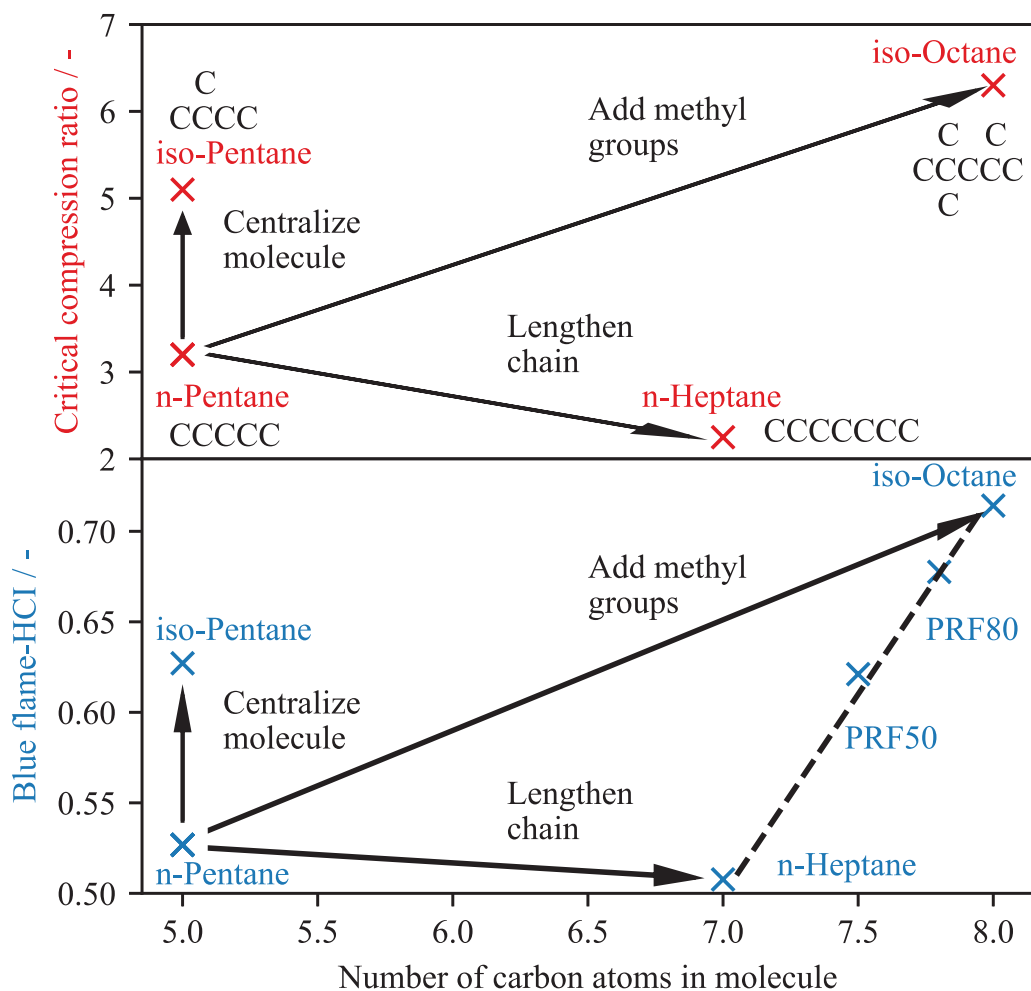 Critical compression ratio / -
7
6
5
4
3
2
C
CCCC
iso-Pentane
Centralize
molecule
n-Pentane
CCCCC
Add methyl
groups
Lengthen
chain
iso-Octane
C C
CCCCC
C
n-Heptane
CCCCCCC
Blue flame-HCI / -
0.70
0.65
0.60
0.55
0.50
iso-Pentane
Centralize
molecule
n-Pentane
Add methyl
groups
Lengthen
chain
iso-Octane
PRF80
PRF50
n-Heptane
5.0 5.5 6.0 6.5 7.0 7.5 8.0
Number of carbon atoms in molecule